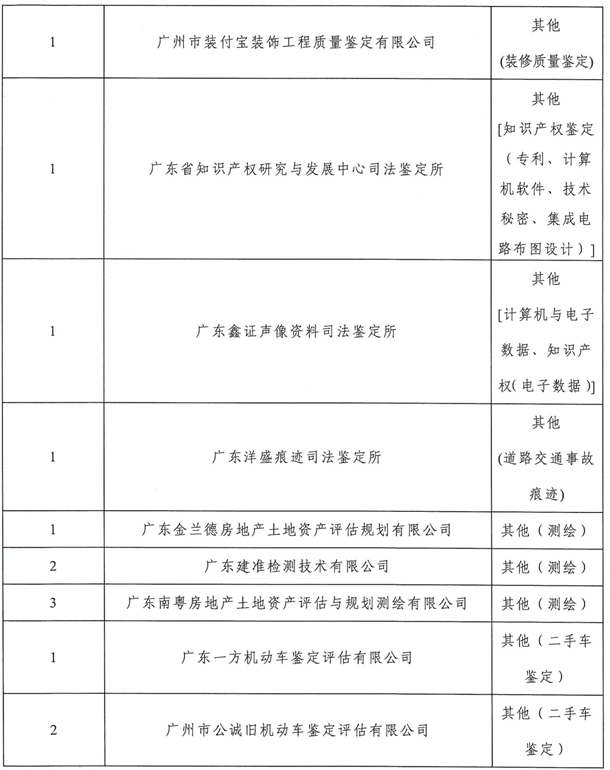 1
广州市装付宝装饰工程质量鉴定有限公司
其他
(装修质量鉴定)
1
广东省知识产权研究与发展中心司法鉴定所
其他
[知识产权鉴定
（专利、计算
机软件、技术
秘密、集成电
路布图设计）]
1
广东鑫证声像资料司法鉴定所
其他
[计算机与电子
数据、知识产
权(电子数据)]
1
广东洋盛痕迹司法鉴定所
其他
(道路交通事故
痕迹)
1
广东金兰德房地产土地资产评估规划有限公司
其他（测绘）
2
广东建准检测技术有限公司
其他（测绘）
3
广东南粤房地产土地资产评估与规划测绘有限公司
其他（测绘）
1
广东一方机动车鉴定评估有限公司
其他（二手车
鉴定）
2
广州市公诚旧机动车鉴定评估有限公司
其他（二手车
鉴定）